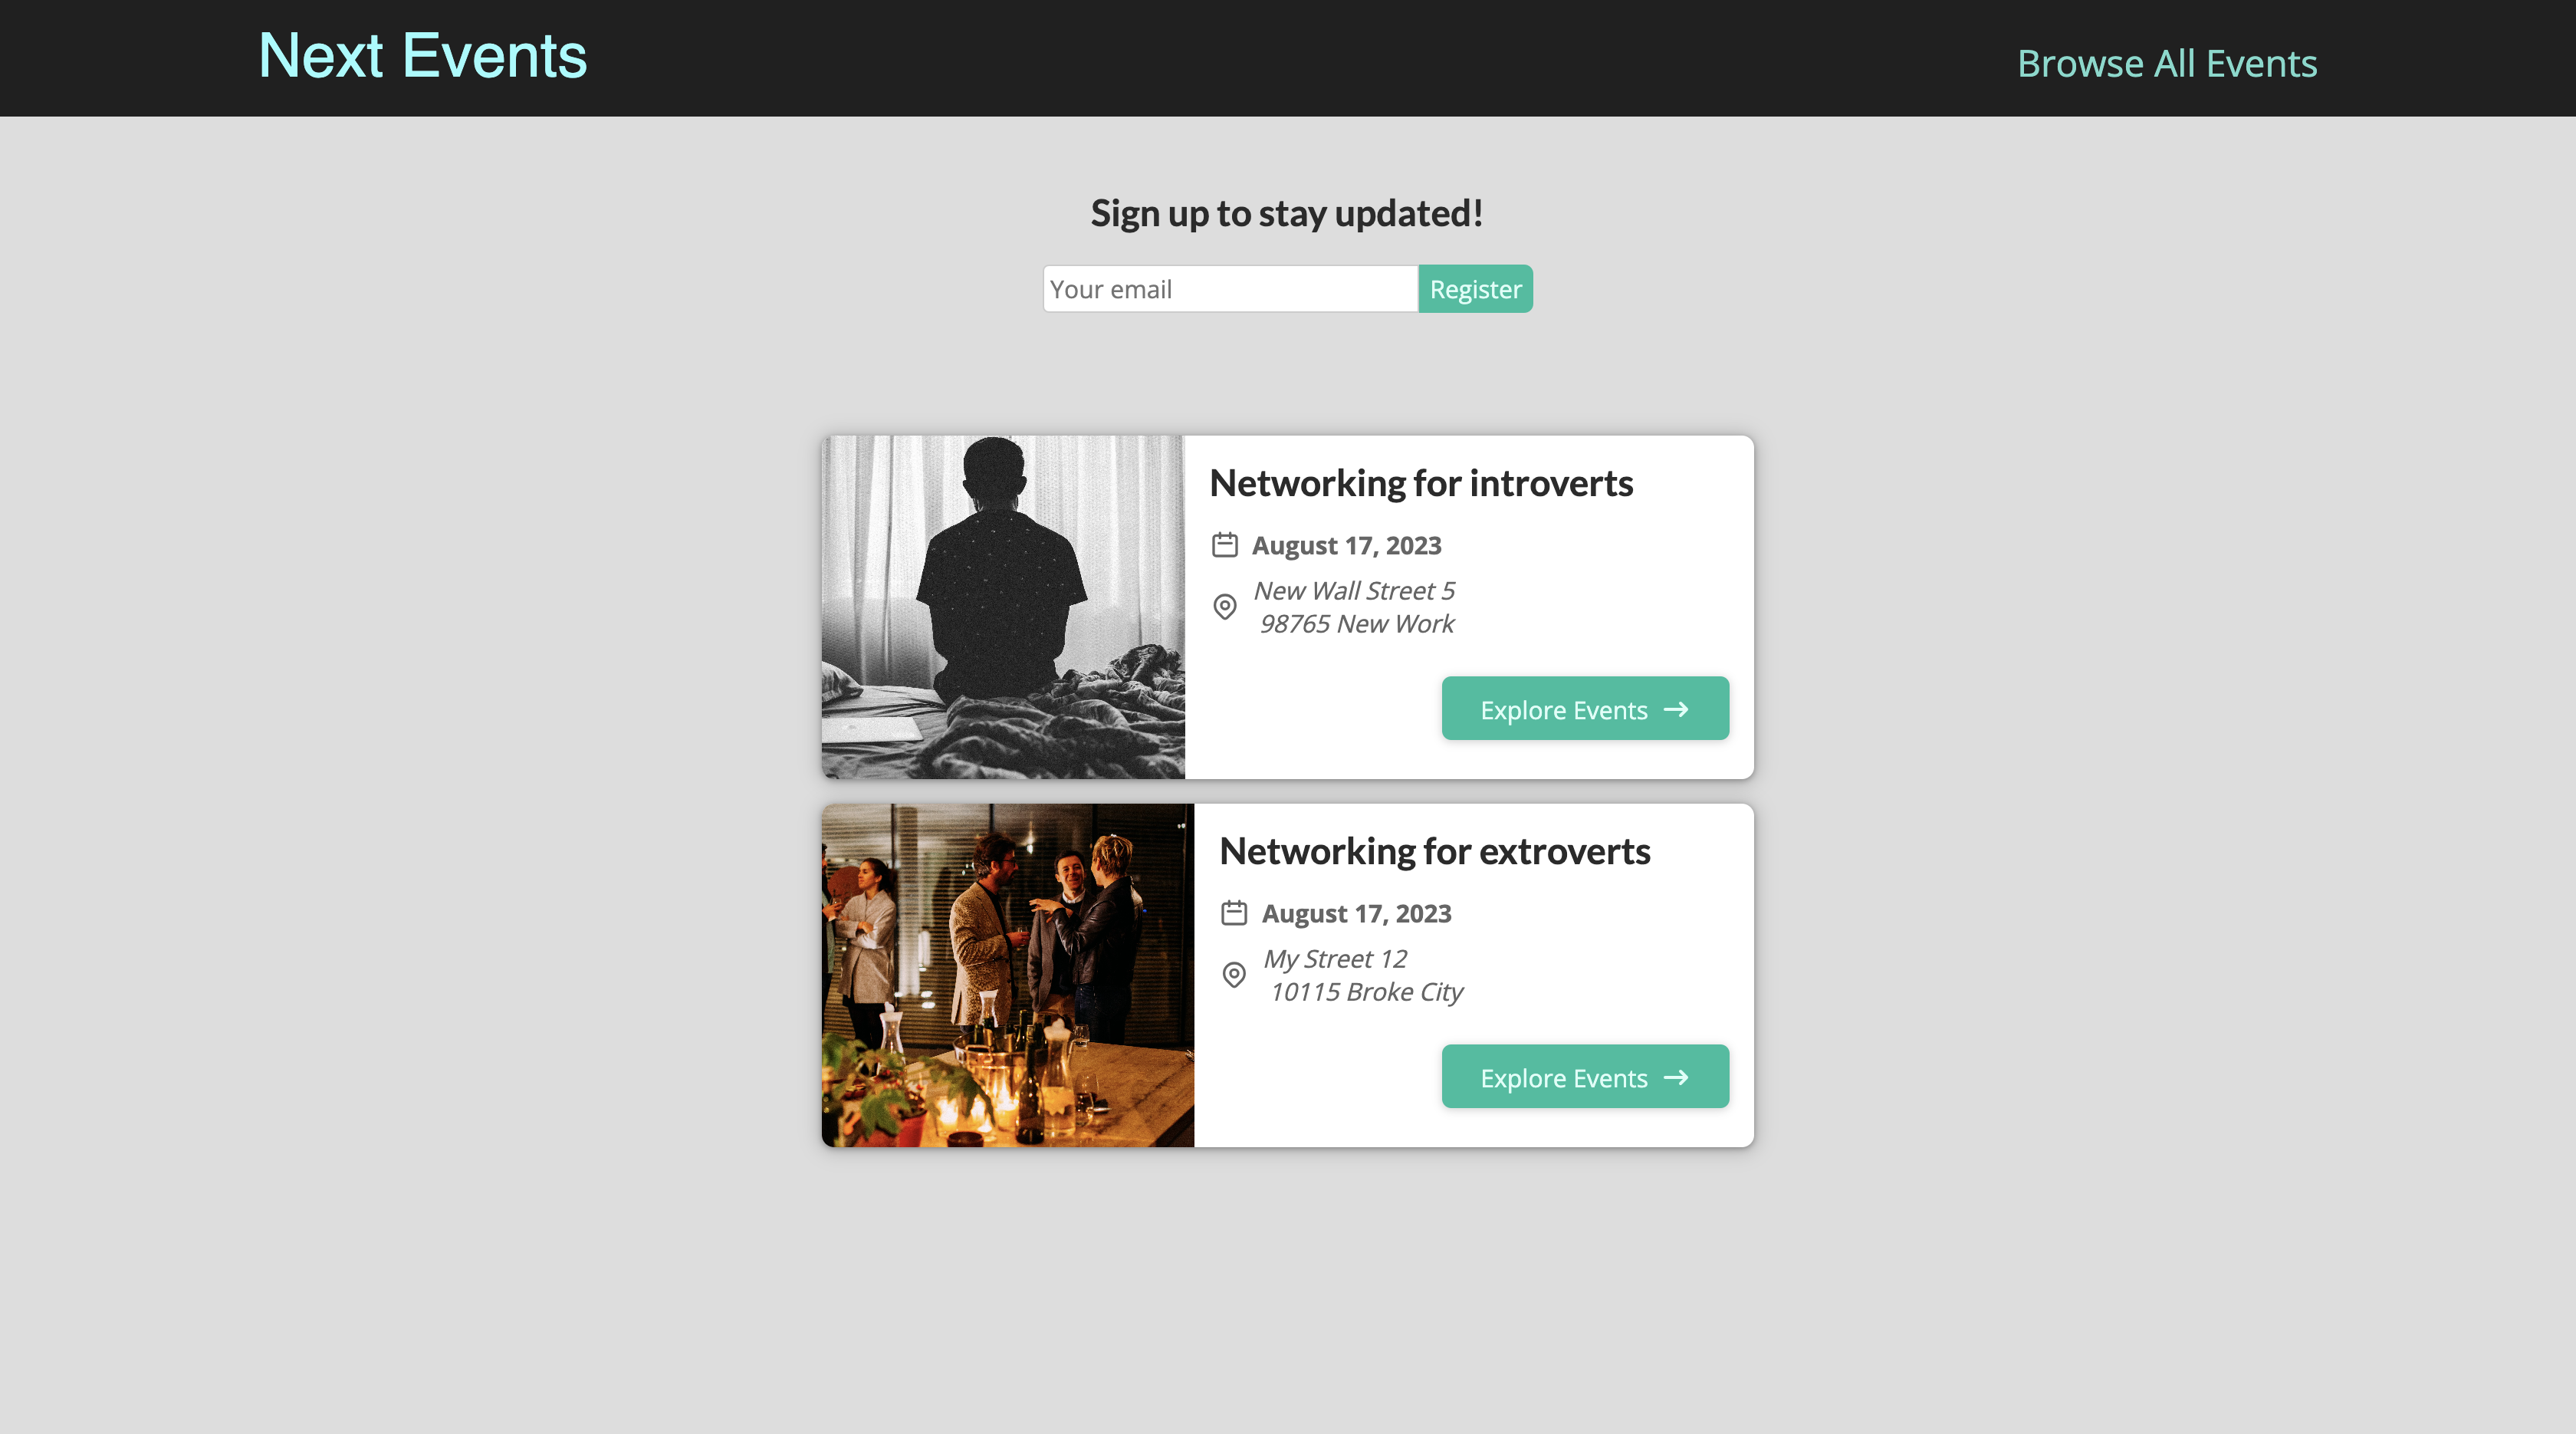 Next Events
Browse All Events
Sign up to stay updated!
Your email
Register
Networking for introverts
August 17, 2023
New Wall Street 5
98765 New Work
Explore Events
Networking for extroverts
August 17, 2023
My Street 12
10115 Broke City
Explore Events